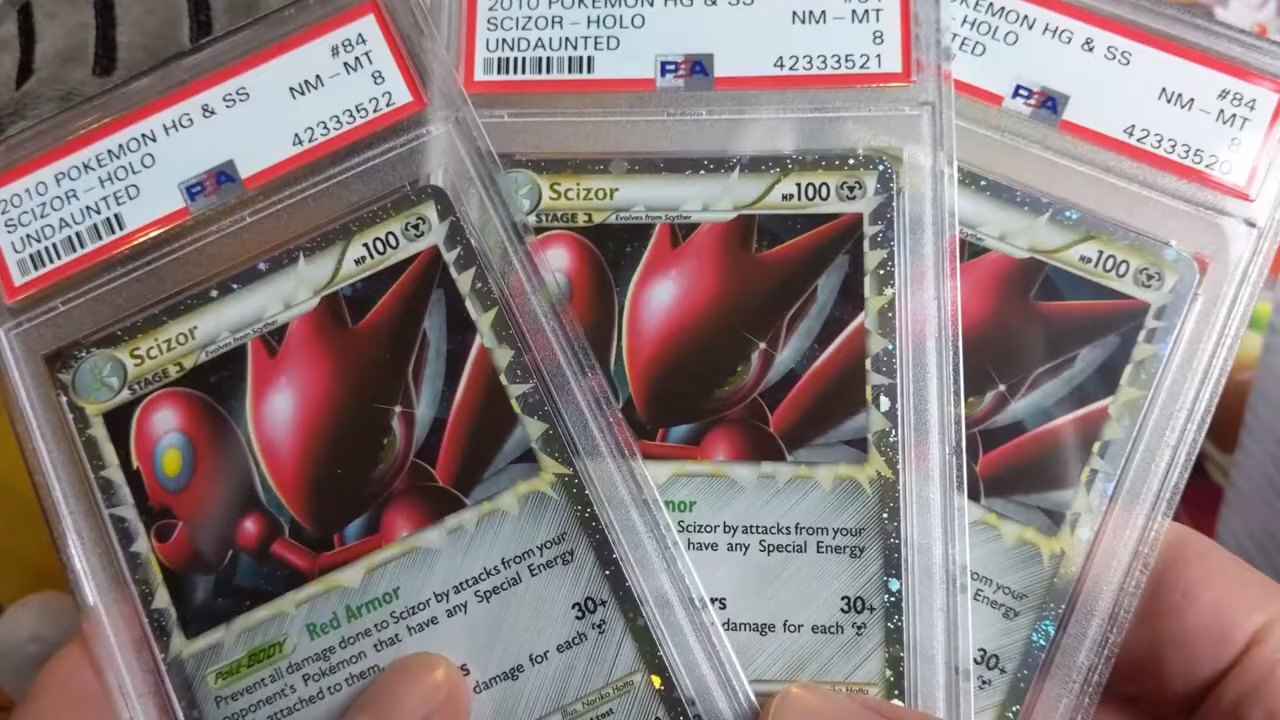 2010 POKEMON HG & SS
#84
SCIZOR - HOLO
NM - MT
UNDAUNTED
8
PSA
42333522
Scizor
HP100
STAGE 1
Evolves from Scyther
Poké-BODY
Red Armor
Prevent all damage done to Scizor by attacks from your
opponent's Pokémon that have any Special Energy
attached to them.
30+
damage for each
Illus. Noriko Hotta
2010 POKEMON HG & SS
#84
SCIZOR - HOLO
NM - MT
UNDAUNTED
8
PSA
42333521
Scizor
HP100
STAGE 1
Evolves from Scyther
mor
Scizor by attacks from your
have any Special Energy
30+
damage for each
Hotta
POKEMON HG & SS
#84
- HOLO
NM - MT
TED
8
PSA
42333520
Scyther
HP100
from your
Energy
30+